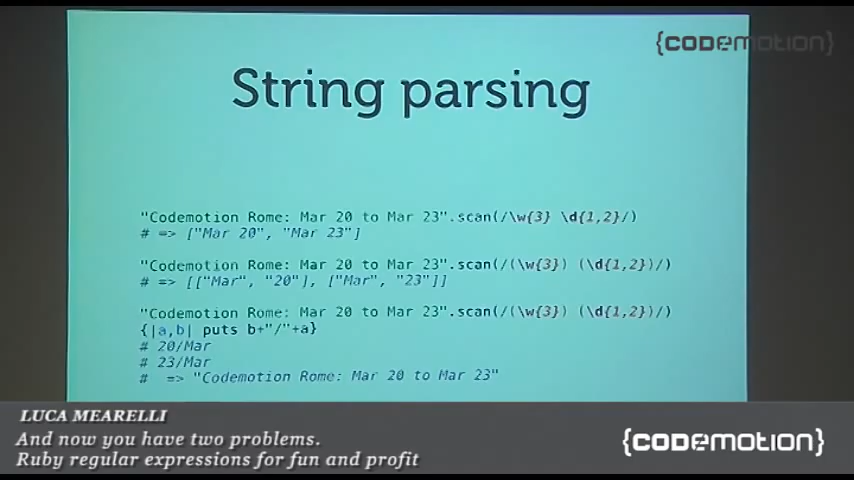 {CODEMOTION}
String parsing
"Codemotion Rome: Mar 20 to Mar 23".scan(/\w{3} \d{1,2}/)
# => ["Mar 20", "Mar 23"]
"Codemotion Rome: Mar 20 to Mar 23".scan(/(\w{3}) (\d{1,2})/)
# => [["Mar", "20"], ["Mar", "23"]]
"Codemotion Rome: Mar 20 to Mar 23".scan(/(\w{3}) (\d{1,2})/)
{|a,b| puts b+"/"+a}
# 20/Mar
# 23/Mar
#  => "Codemotion Rome: Mar 20 to Mar 23"
LUCA MEARELLI
And now you have two problems.
Ruby regular expressions for fun and profit
{CODEMOTION}